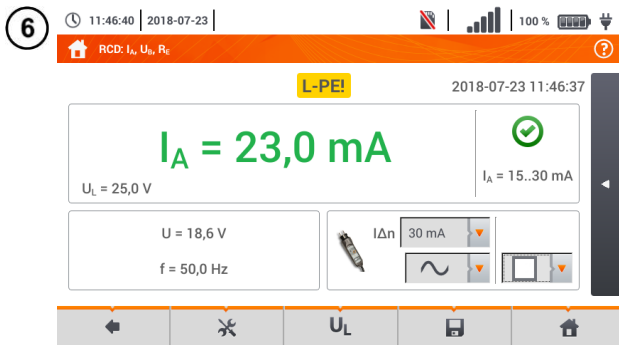 6
11:46:40 2018-07-23 100 %
RCD: IA, UB, RE ?
L-PE! 2018-07-23 11:46:37
IA = 23,0 mA
IA = 15..30 mA
UL = 25,0 V
U = 18,6 V
f = 50,0 Hz
IΔn 30 mA
UL